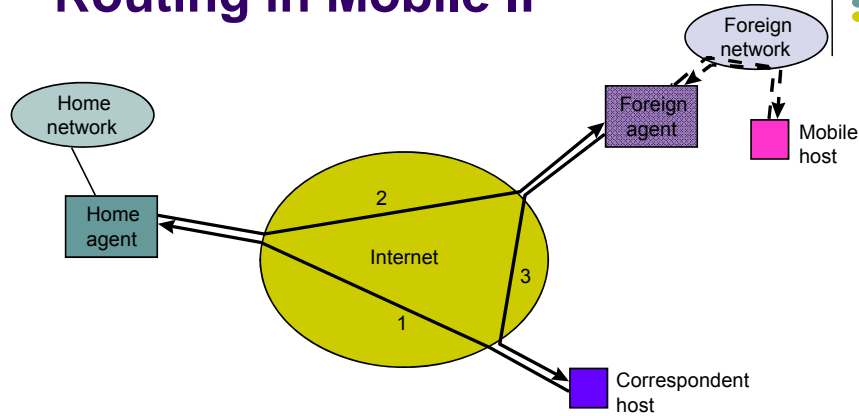 Routing in Mobile IP
Foreign
network
Home
network
Foreign
agent
Mobile
host
Home
agent
2
Internet
3
1
Correspondent
host